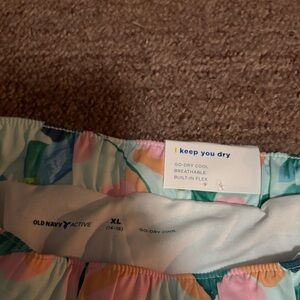 I keep you dry
GO-DRY COOL
BREATHABLE
BUILT-IN FLEX
OLD NAVY ACTIVE
XL
(14-16)
GO-DRY COOL